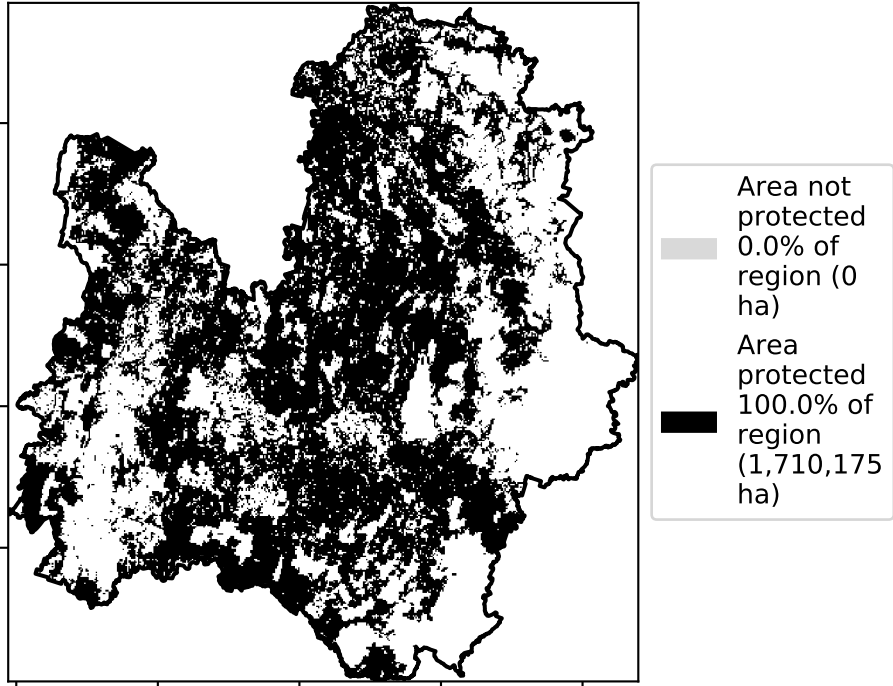 Area not
protected
0.0% of
region (0
ha)
Area
protected
100.0% of
region
(1,710,175
ha)